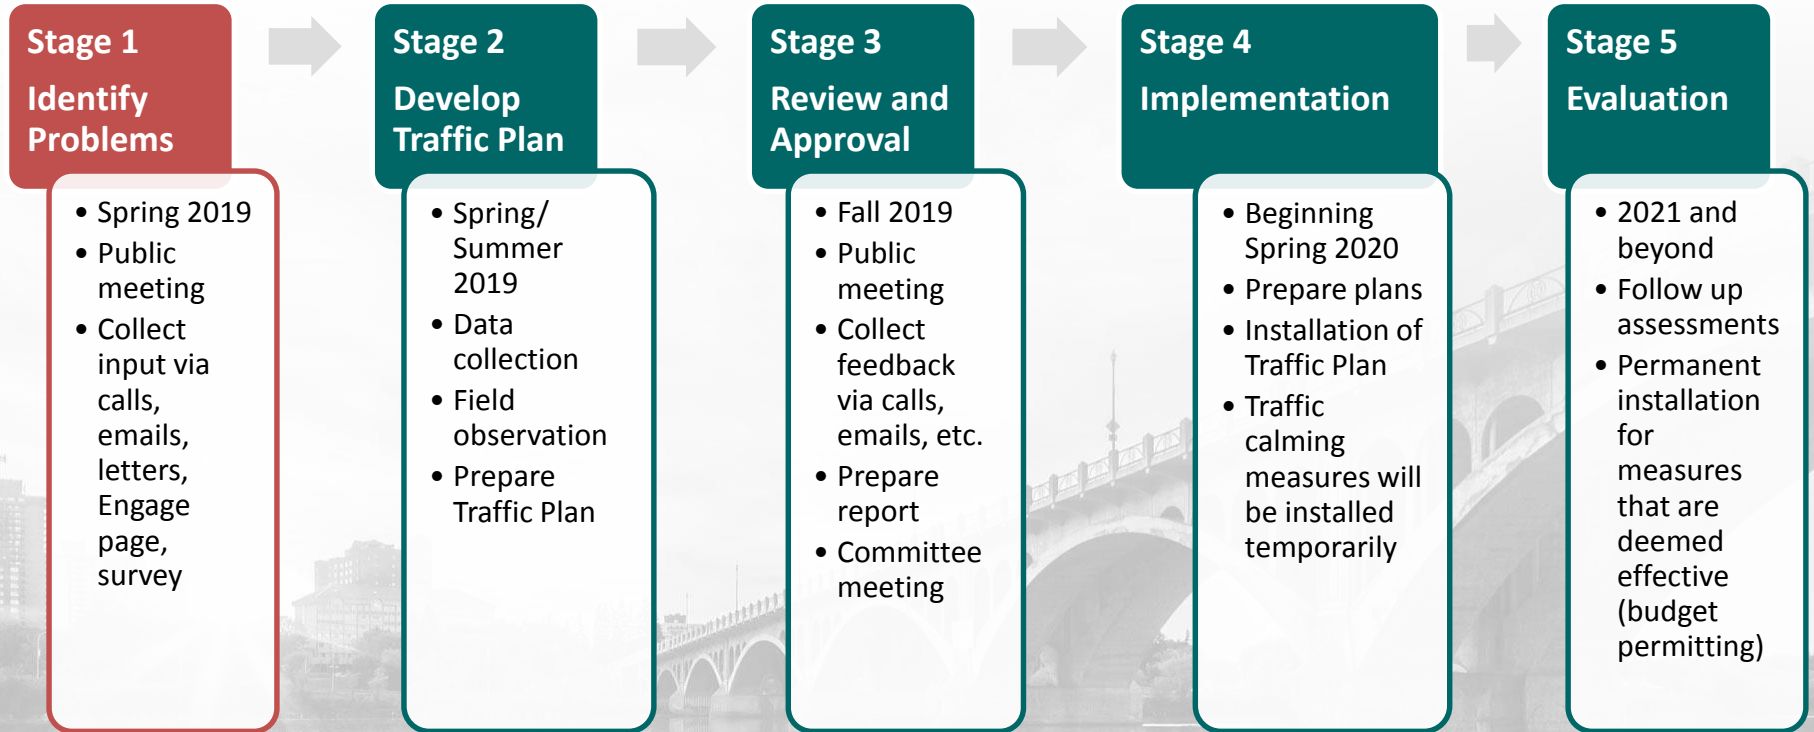 Stage 1
Identify
Problems
• Spring 2019
• Public
meeting
• Collect
input via
calls,
emails,
letters,
Engage
page,
survey
Stage 2
Develop
Traffic Plan
• Spring/
Summer
2019
• Data
collection
• Field
observation
• Prepare
Traffic Plan
Stage 3
Review and
Approval
• Fall 2019
• Public
meeting
• Collect
feedback
via calls,
emails, etc.
• Prepare
report
• Committee
meeting
Stage 4
Implementation
• Beginning
Spring 2020
• Prepare plans
• Installation of
Traffic Plan
• Traffic
calming
measures will
be installed
temporarily
Stage 5
Evaluation
• 2021 and
beyond
• Follow up
assessments
• Permanent
installation
for
measures
that are
deemed
effective
(budget
permitting)